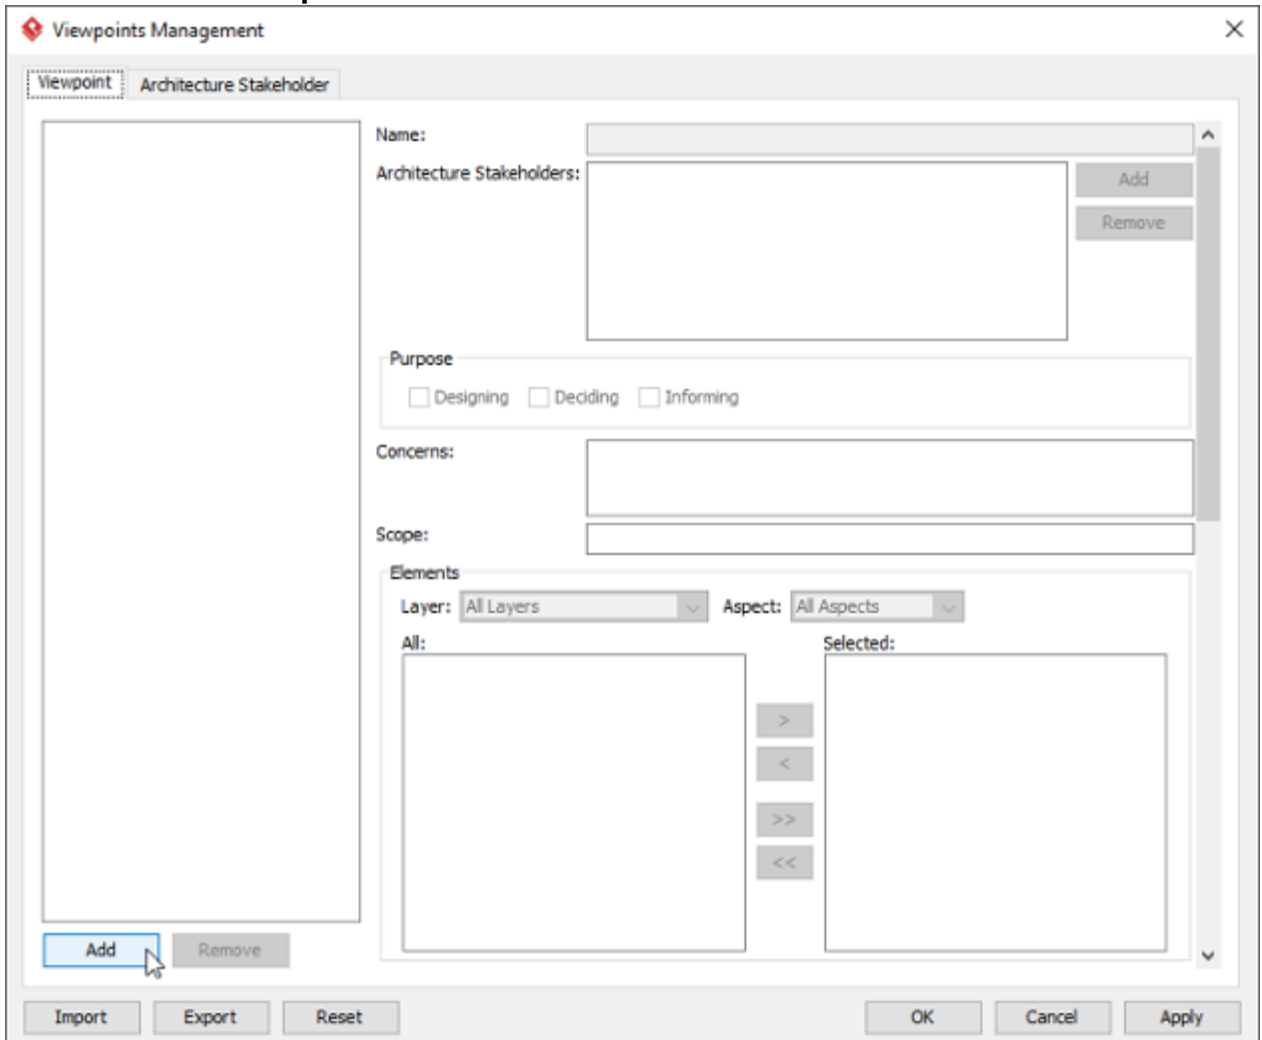 Viewpoints Management
Viewpoint Architecture Stakeholder
Name:
Architecture Stakeholders:
Add
Remove
Purpose
Designing Deciding Informing
Concerns:
Scope:
Elements
Layer: All Layers Aspect: All Aspects
All: Selected:
>
<
>>
<<
Add Remove
Import Export Reset OK Cancel Apply